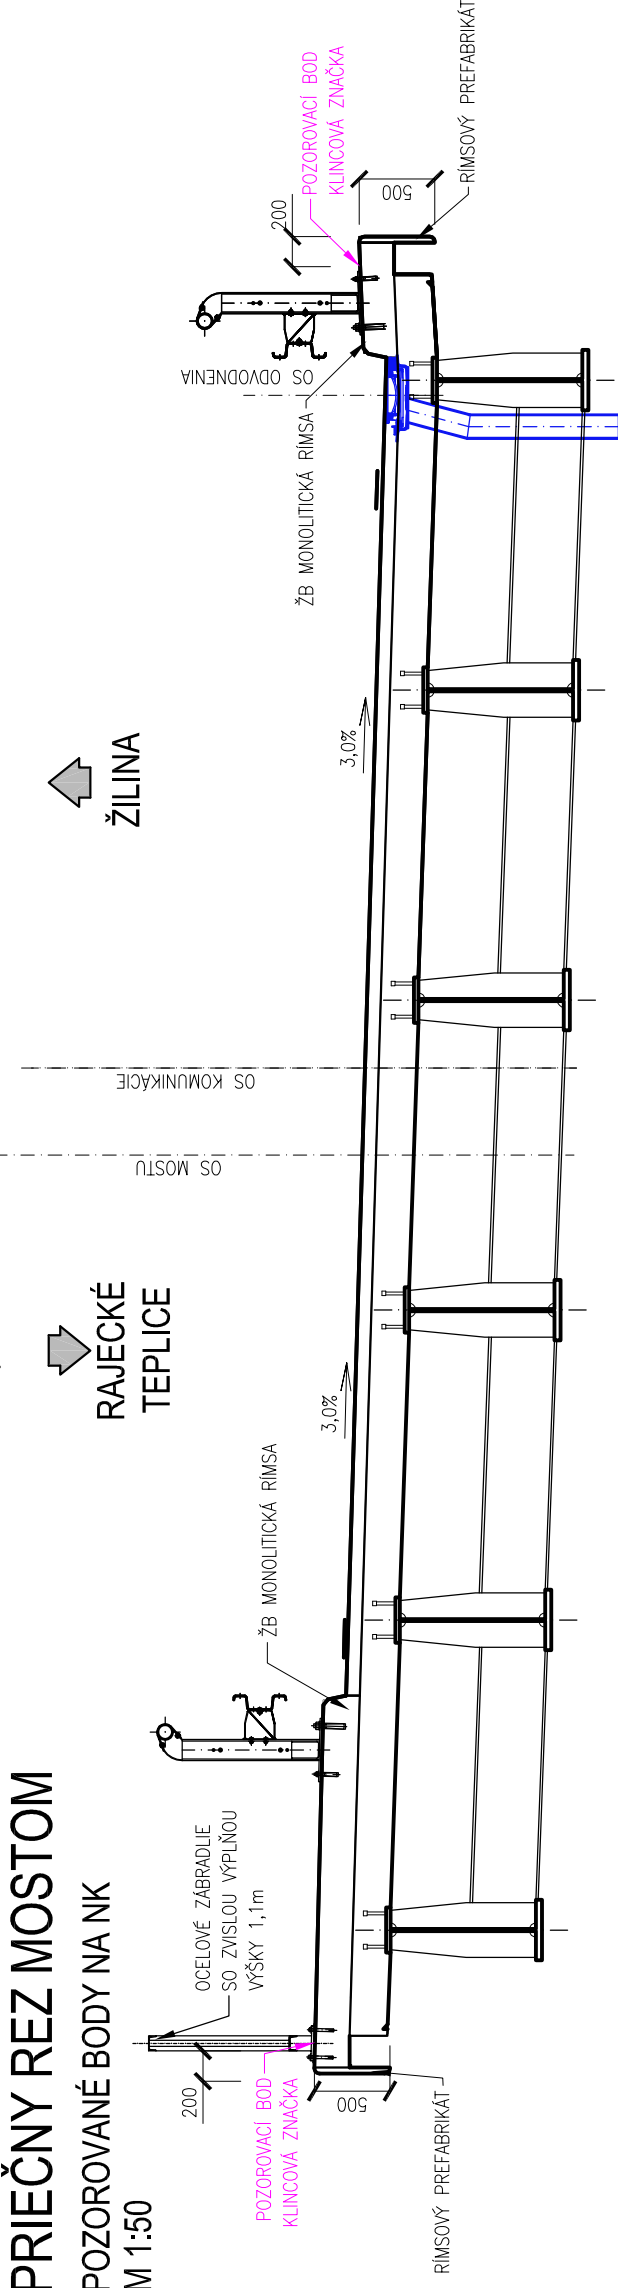 PRIEČNY REZ MOSTOM
POZOROVANÉ BODY NA NK
M 1:50
RAJECKÉ
TEPLICE
ŽILINA
OCELOVÉ ZÁBRADLIE
SO ZVISLOU VÝPLŇOU
VÝŠKY 1,1m
200
POZOROVACÍ BOD
KLINCOVÁ ZNAČKA
500
RÍMSOVÝ PREFABRIKÁT
ŽB MONOLITICKÁ RÍMSA
3,0%
OS MOSTU
OS KOMUNIKÁCIE
3,0%
ŽB MONOLITICKÁ RÍMSA
OS ODVODNENIA
200
POZOROVACÍ BOD
KLINCOVÁ ZNAČKA
500
RÍMSOVÝ PREFABRIKÁT